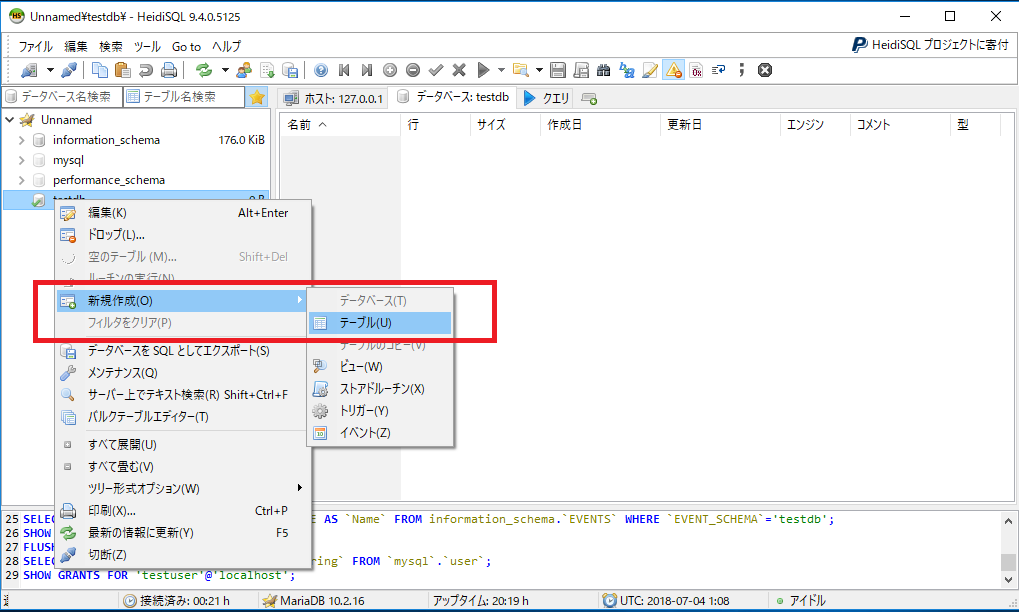 Unnamed¥testdb¥ - HeidiSQL 9.4.0.5125
ファイル 編集 検索 ツール Go to ヘルプ
HeidiSQL プロジェクトに寄付
データベース名検索 テーブル名検索
ホスト: 127.0.0.1 データベース: testdb クエリ
Unnamed
information_schema 176.0 KiB
mysql
performance_schema
testdb
名前 行 サイズ 作成日 更新日 エンジン コメント 型
編集(K) Alt+Enter
ドロップ(L)...
空のテーブル (M)... Shift+Del
ルーチンの実行(N)
新規作成(O)
フィルタをクリア(P)
データベースを SQL としてエクスポート(S)
メンテナンス(Q)
サーバー上でテキスト検索(R) Shift+Ctrl+F
バルクテーブルエディター(T)
すべて展開(U)
すべて畳む(V)
ツリー形式オプション(W)
印刷(X)... Ctrl+P
最新の情報に更新(Y) F5
切断(Z)
データベース(T)
テーブル(U)
テーブルのコピー(V)
ビュー(W)
ストアドルーチン(X)
トリガー(Y)
イベント(Z)
25 SELEC E AS `Name` FROM information_schema.`EVENTS` WHERE `EVENT_SCHEMA`='testdb';
26 SHOW
27 FLUSH
28 SELEC ring` FROM `mysql`.`user`;
29 SHOW GRANTS FOR 'testuser'@'localhost';
接続済み: 00:21 h MariaDB 10.2.16 アップタイム: 20:19 h UTC: 2018-07-04 1:08 アイドル